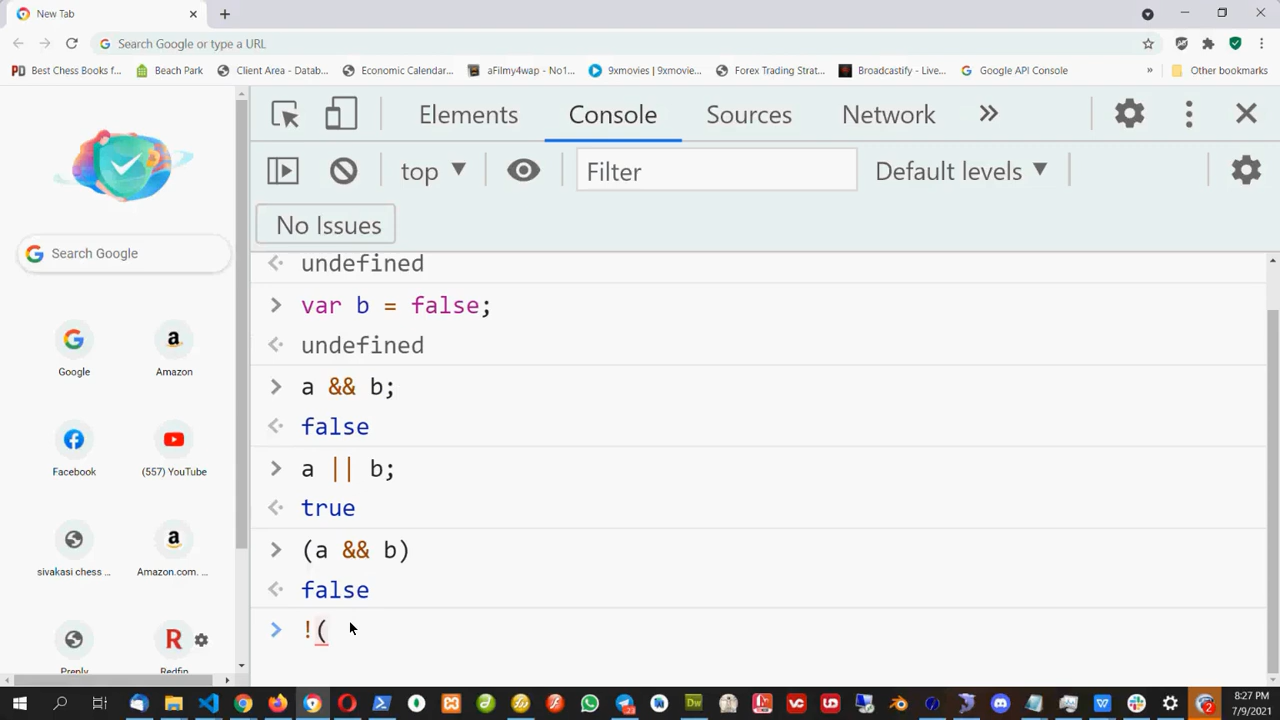 New Tab
Search Google or type a URL
Best Chess Books f...
Beach Park
Client Area - Datab...
Economic Calendar...
aFilmy4wap - No1...
9xmovies | 9xmovie...
Forex Trading Strat...
Broadcastify - Live...
Google API Console
»
Other bookmarks
Elements
Console
Sources
Network
top
Filter
Default levels
No Issues
undefined
var b = false;
undefined
a && b;
false
a || b;
true
(a && b)
false
!(
Search Google
Google
Amazon
Facebook
(557) YouTube
sivakasi chess ...
Amazon.com. ...
Preply
Redfin
8:27 PM
7/9/2021